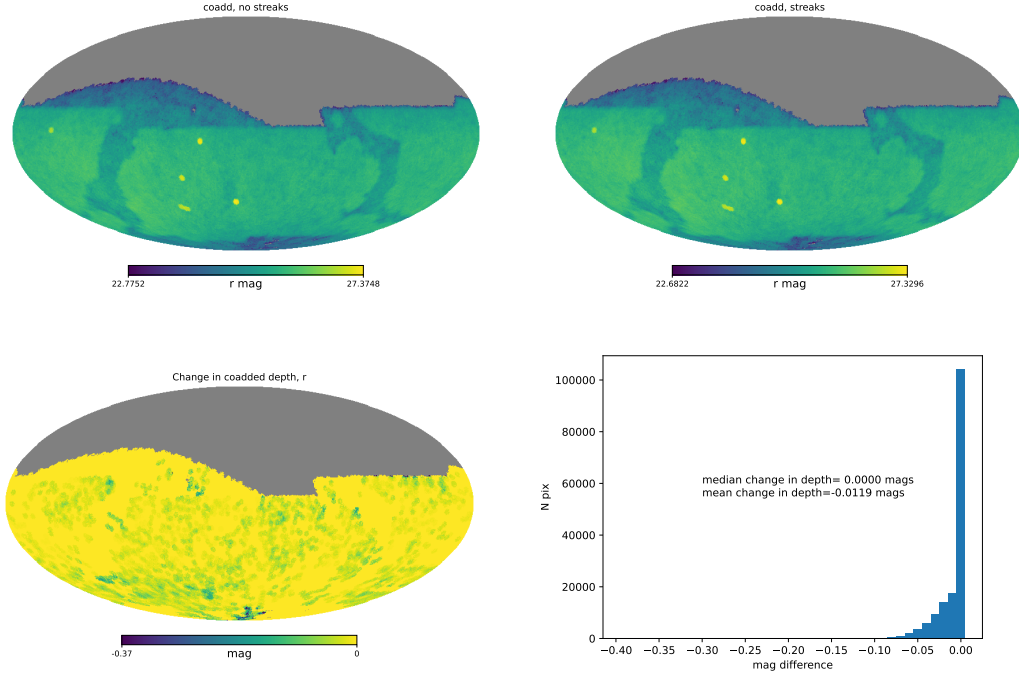 coadd, no streaks
22.7752 27.3748
r mag
coadd, streaks
22.6822 27.3296
r mag
Change in coadded depth, r
-0.37 0
mag
100000
80000
60000
40000
20000
0
N pix
median change in depth= 0.0000 mags
mean change in depth=-0.0119 mags
−0.40 −0.35 −0.30 −0.25 −0.20 −0.15 −0.10 −0.05 0.00
mag difference